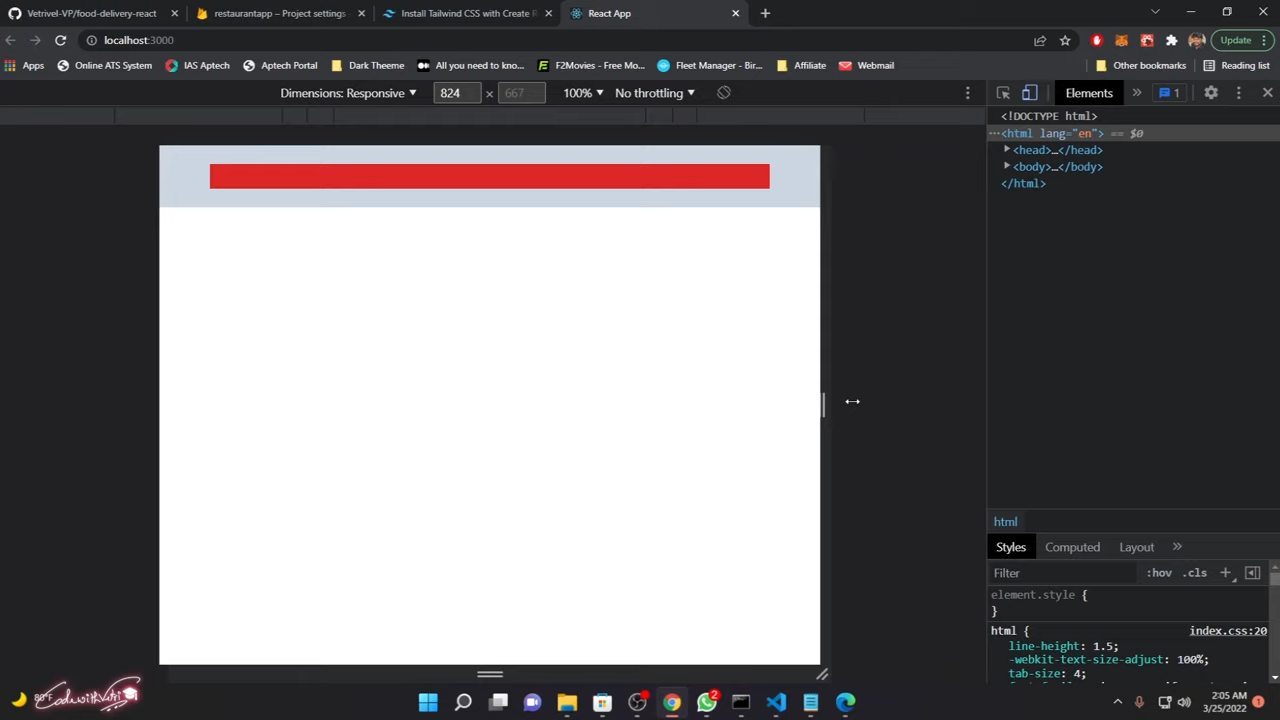 Vetrivel-VP/food-delivery-react
restaurantapp – Project settings -
Install Tailwind CSS with Create R
React App
localhost:3000
Update
Apps
Online ATS System
IAS Aptech
Aptech Portal
Dark Theeme
All you need to kno...
F2Movies - Free Mo...
Fleet Manager - Bir...
Affiliate
Webmail
Other bookmarks
Reading list
Dimensions: Responsive
824 × 667
100%
No throttling
Elements
1
<!DOCTYPE html>
⋯<html lang="en"> == $0
<head>…</head>
<body>…</body>
</html>
html
Styles
Computed
Layout
Filter
:hov .cls
element.style {
}
html { index.css:20
line-height: 1.5;
-webkit-text-size-adjust: 100%;
tab-size: 4;
80°F
2
2:05 AM
3/25/2022
1